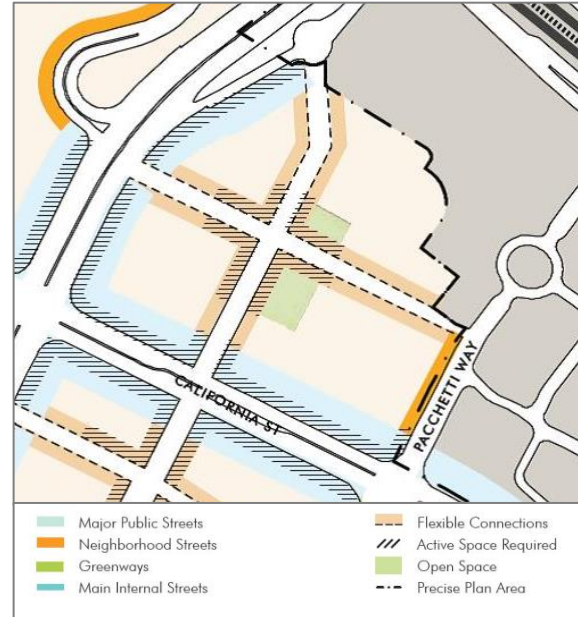 CALIFORNIA ST
PACCHETTI WAY
Major Public Streets
Neighborhood Streets
Greenways
Main Internal Streets
Flexible Connections
Active Space Required
Open Space
Precise Plan Area